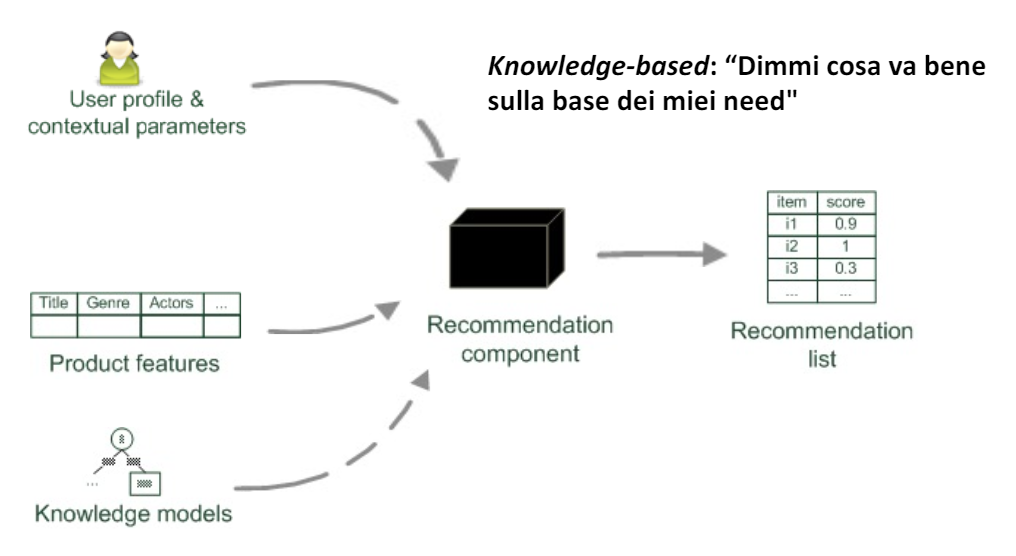 Knowledge-based: “Dimmi cosa va bene
sulla base dei miei need"
User profile &
contextual parameters
item score
i1 0.9
i2 1
i3 0.3
... ...
Title Genre Actors ...
Product features
Recommendation
component
Recommendation
list
...
Knowledge models